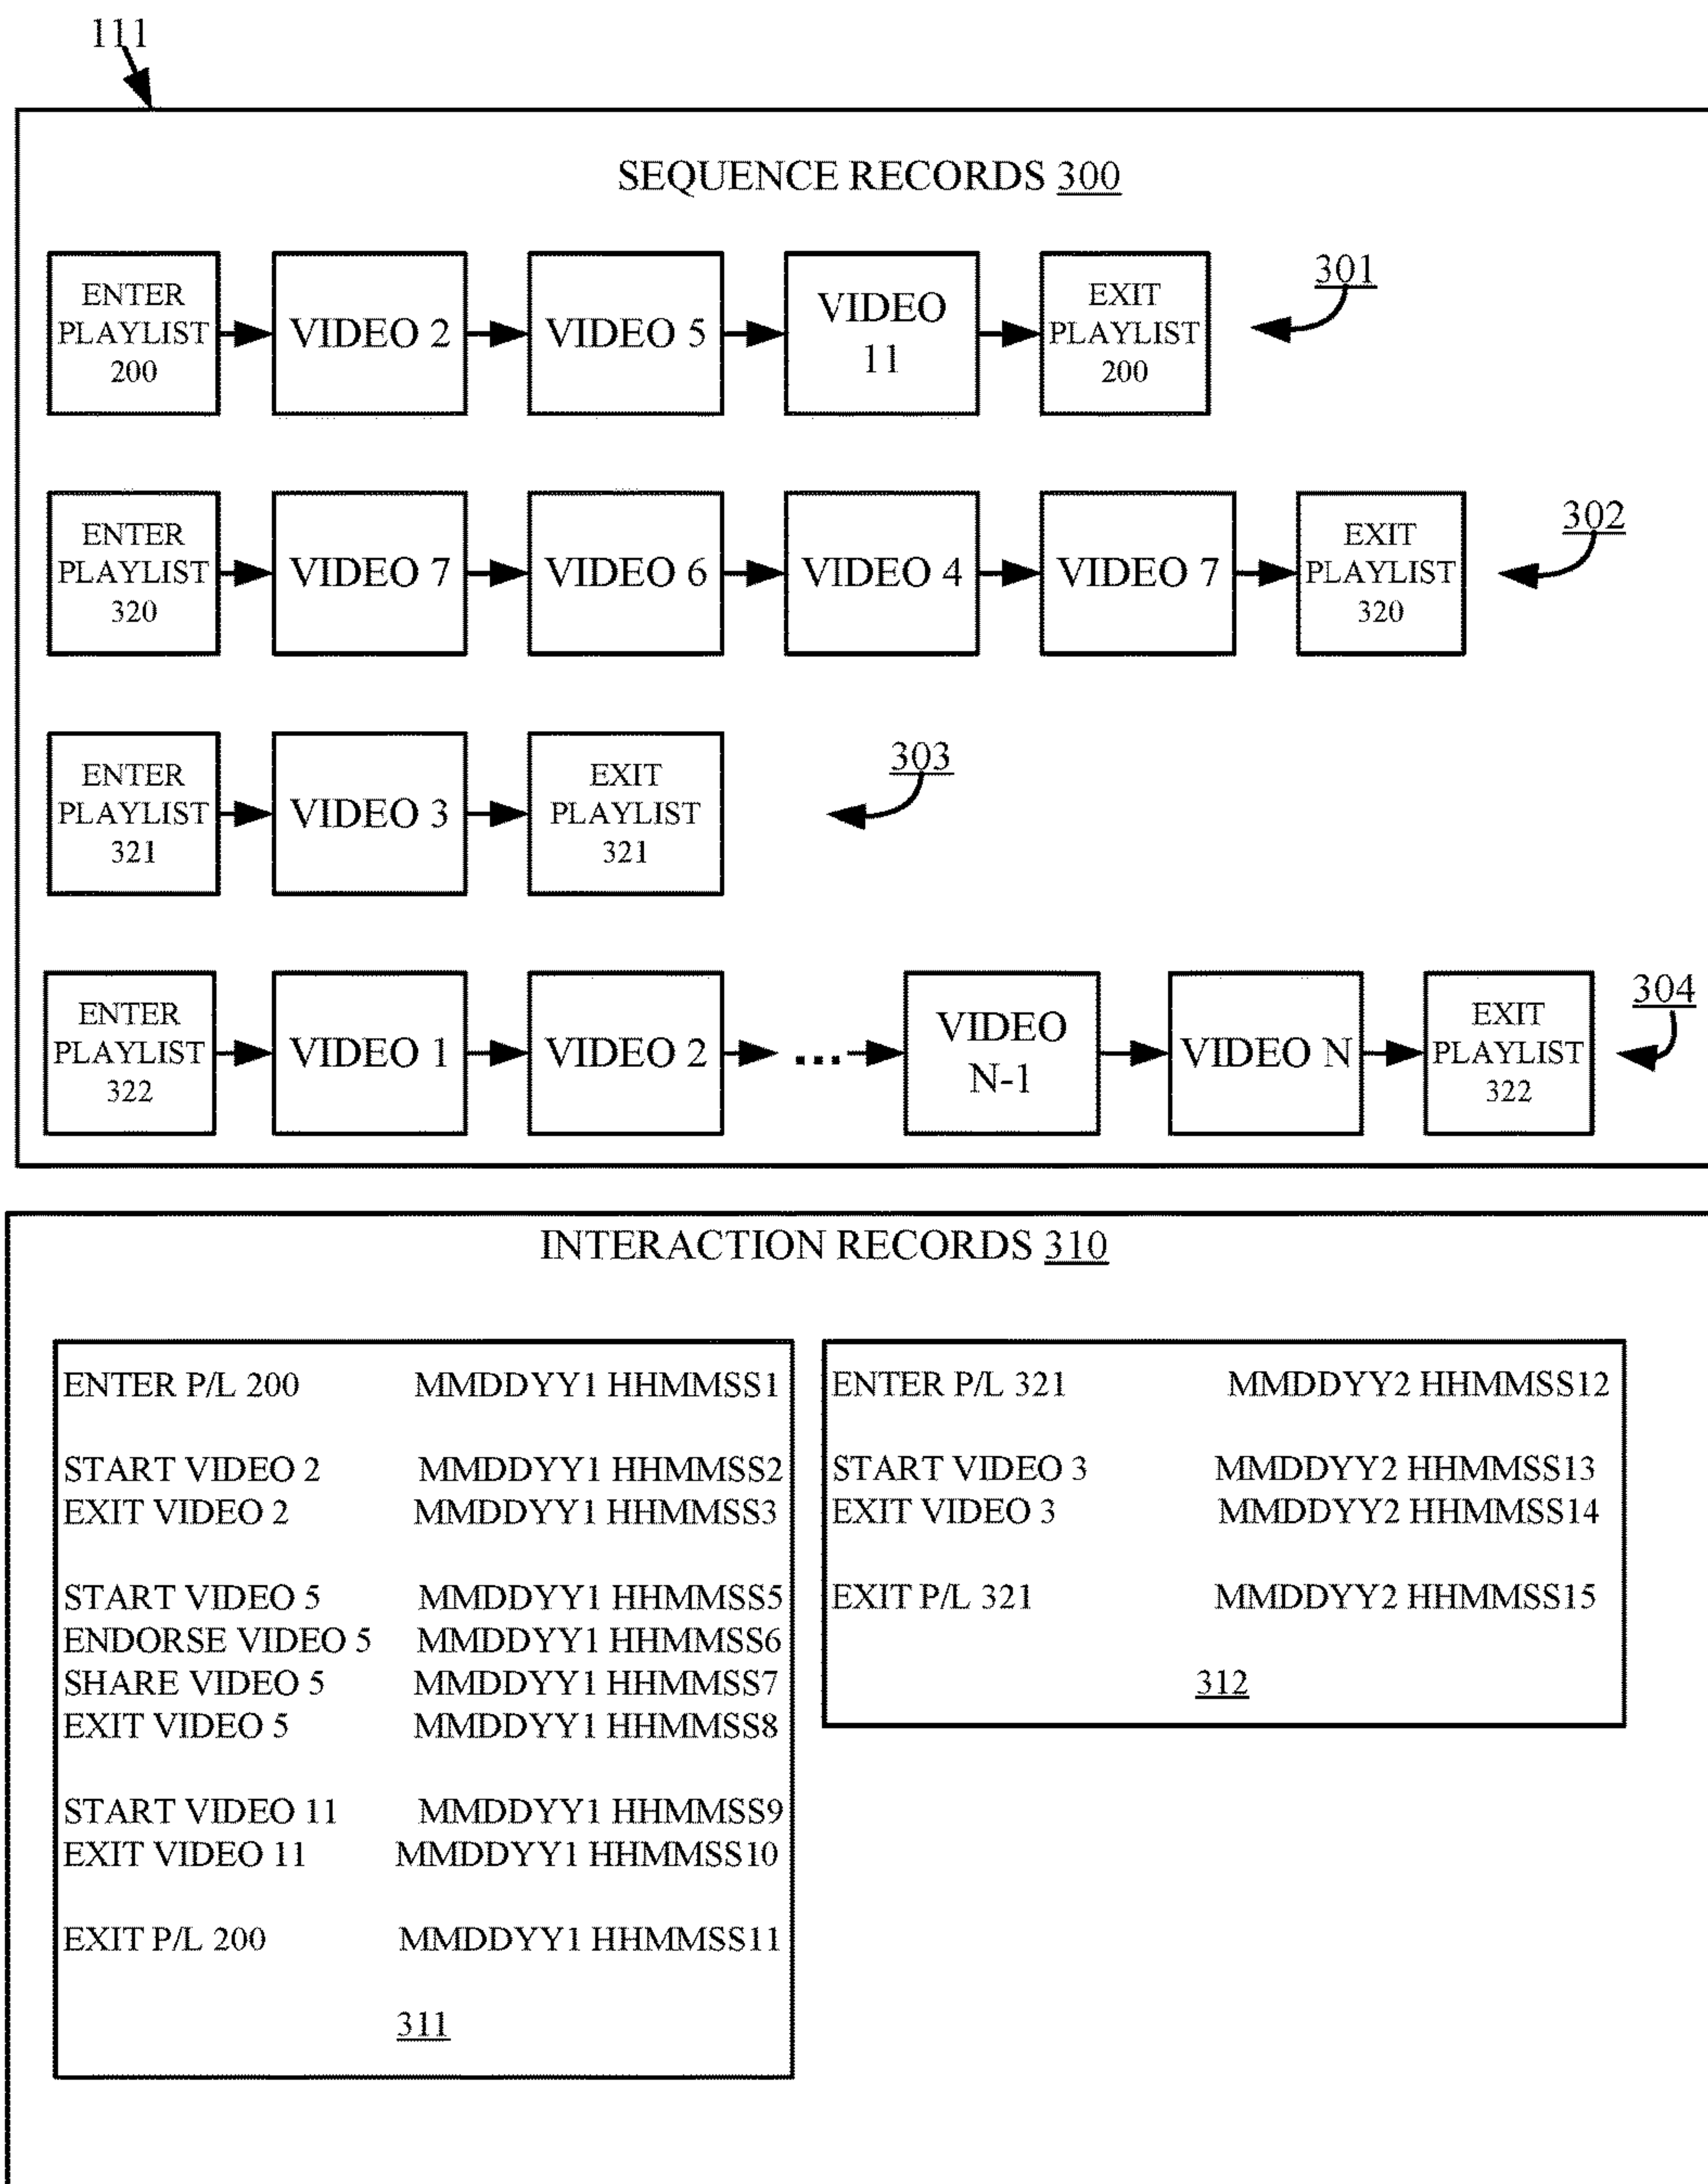 111
SEQUENCE RECORDS 300
ENTER
PLAYLIST
200
VIDEO 2
VIDEO 5
VIDEO
11
EXIT
PLAYLIST
200
301
ENTER
PLAYLIST
320
VIDEO 7
VIDEO 6
VIDEO 4
VIDEO 7
EXIT
PLAYLIST
320
302
ENTER
PLAYLIST
321
VIDEO 3
EXIT
PLAYLIST
321
303
ENTER
PLAYLIST
322
VIDEO 1
VIDEO 2
...
VIDEO
N-1
VIDEO N
EXIT
PLAYLIST
322
304
INTERACTION RECORDS 310
ENTER P/L 200 MMDDYY1 HHMMSS1
START VIDEO 2 MMDDYY1 HHMMSS2
EXIT VIDEO 2 MMDDYY1 HHMMSS3
START VIDEO 5 MMDDYY1 HHMMSS5
ENDORSE VIDEO 5 MMDDYY1 HHMMSS6
SHARE VIDEO 5 MMDDYY1 HHMMSS7
EXIT VIDEO 5 MMDDYY1 HHMMSS8
START VIDEO 11 MMDDYY1 HHMMSS9
EXIT VIDEO 11 MMDDYY1 HHMMSS10
EXIT P/L 200 MMDDYY1 HHMMSS11
311
ENTER P/L 321 MMDDYY2 HHMMSS12
START VIDEO 3 MMDDYY2 HHMMSS13
EXIT VIDEO 3 MMDDYY2 HHMMSS14
EXIT P/L 321 MMDDYY2 HHMMSS15
312